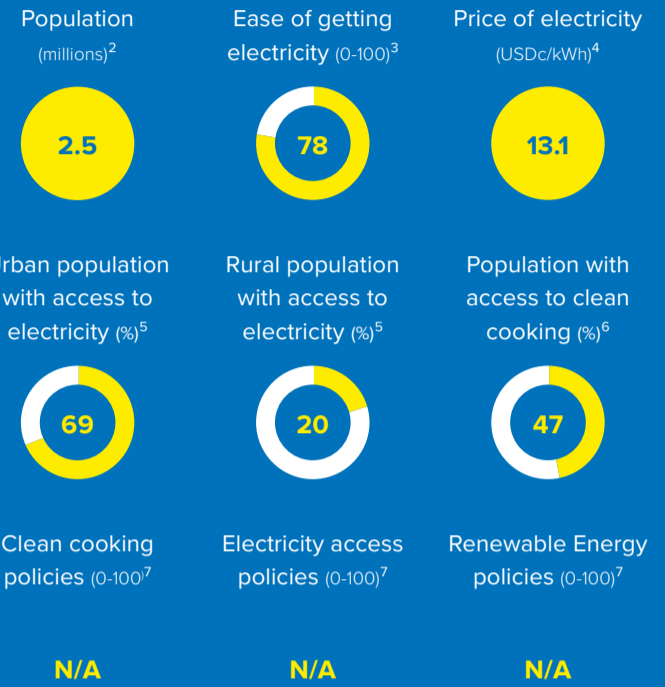 Population
(millions)²
2.5
Ease of getting
electricity (0-100)³
78
Price of electricity
(USDc/kWh)⁴
13.1
rban population
with access to
electricity (%)⁵
69
Rural population
with access to
electricity (%)⁵
20
Population with
access to clean
cooking (%)⁶
47
Clean cooking
policies (0-100)⁷
N/A
Electricity access
policies (0-100)⁷
N/A
Renewable Energy
policies (0-100)⁷
N/A